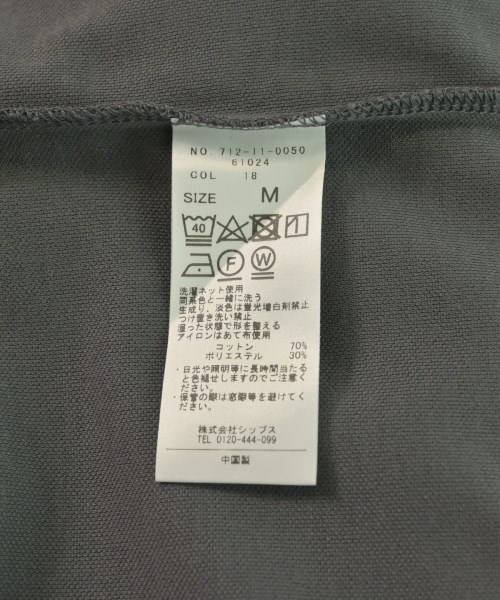 NO. 712-11-0050
61024
COL 18
SIZE M
40
F
W
洗濯ネット使用
同系色と一緒に洗う
生成り、淡色は蛍光増白剤禁止
つけ置き洗い禁止
湿った状態で形を整える
アイロンはあて布使用
コットン 70%
ポリエステル 30%
・日光や照明等に長時間当たる
と色褪せしますのでご注意く
ださい。
・保管の際は窓際等を避けてく
ださい。
株式会社シップス
TEL 0120-444-099
中国製